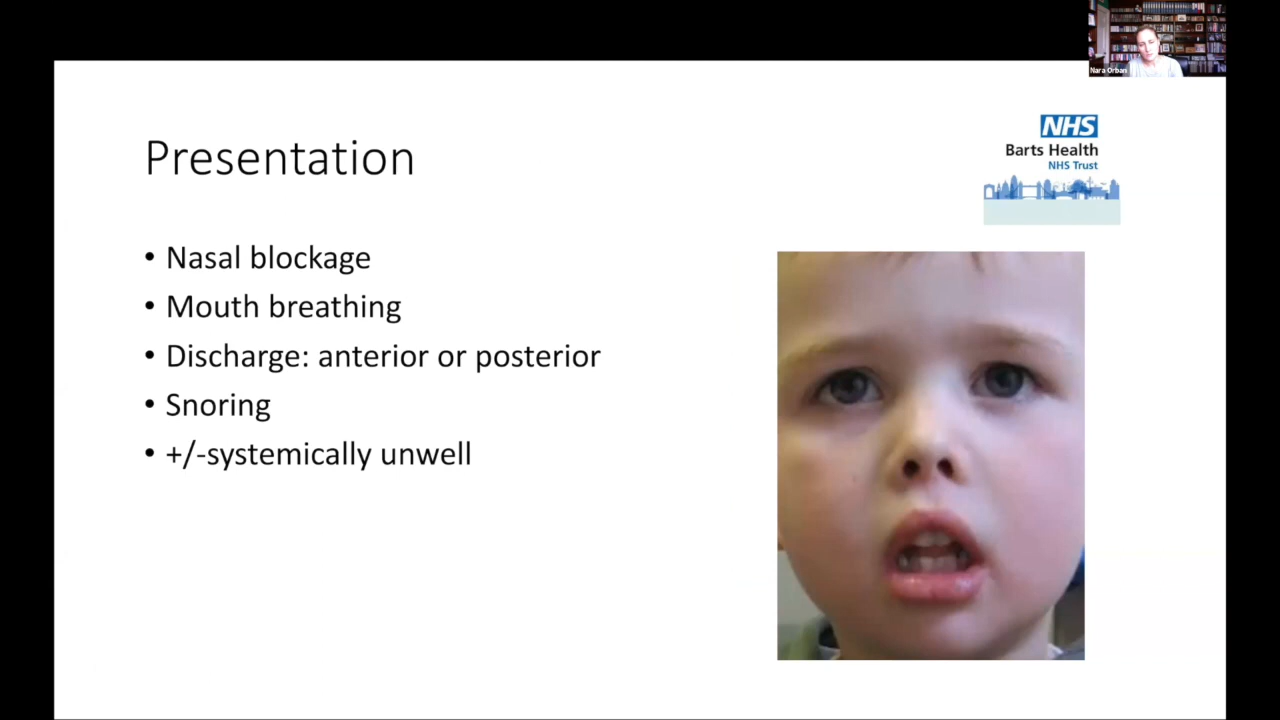 Nara Orban
NHS
Barts Health
NHS Trust
Presentation
• Nasal blockage
• Mouth breathing
• Discharge: anterior or posterior
• Snoring
• +/-systemically unwell